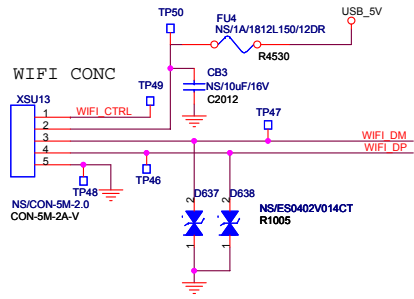 TP50
FU4
NS/1A/1812L150/12DR
USB_5V
R4530
WIFI CONC
TP49
CB3
NS/10uF/16V
C2012
XSU13
1
WIFI_CTRL
2
TP47
3
WIFI_DM
4
WIFI_DP
5
TP48
TP46
NS/CON-5M-2.0
CON-5M-2A-V
D637
D638
2
2
NS/ES0402V014CT
R1005
1
1